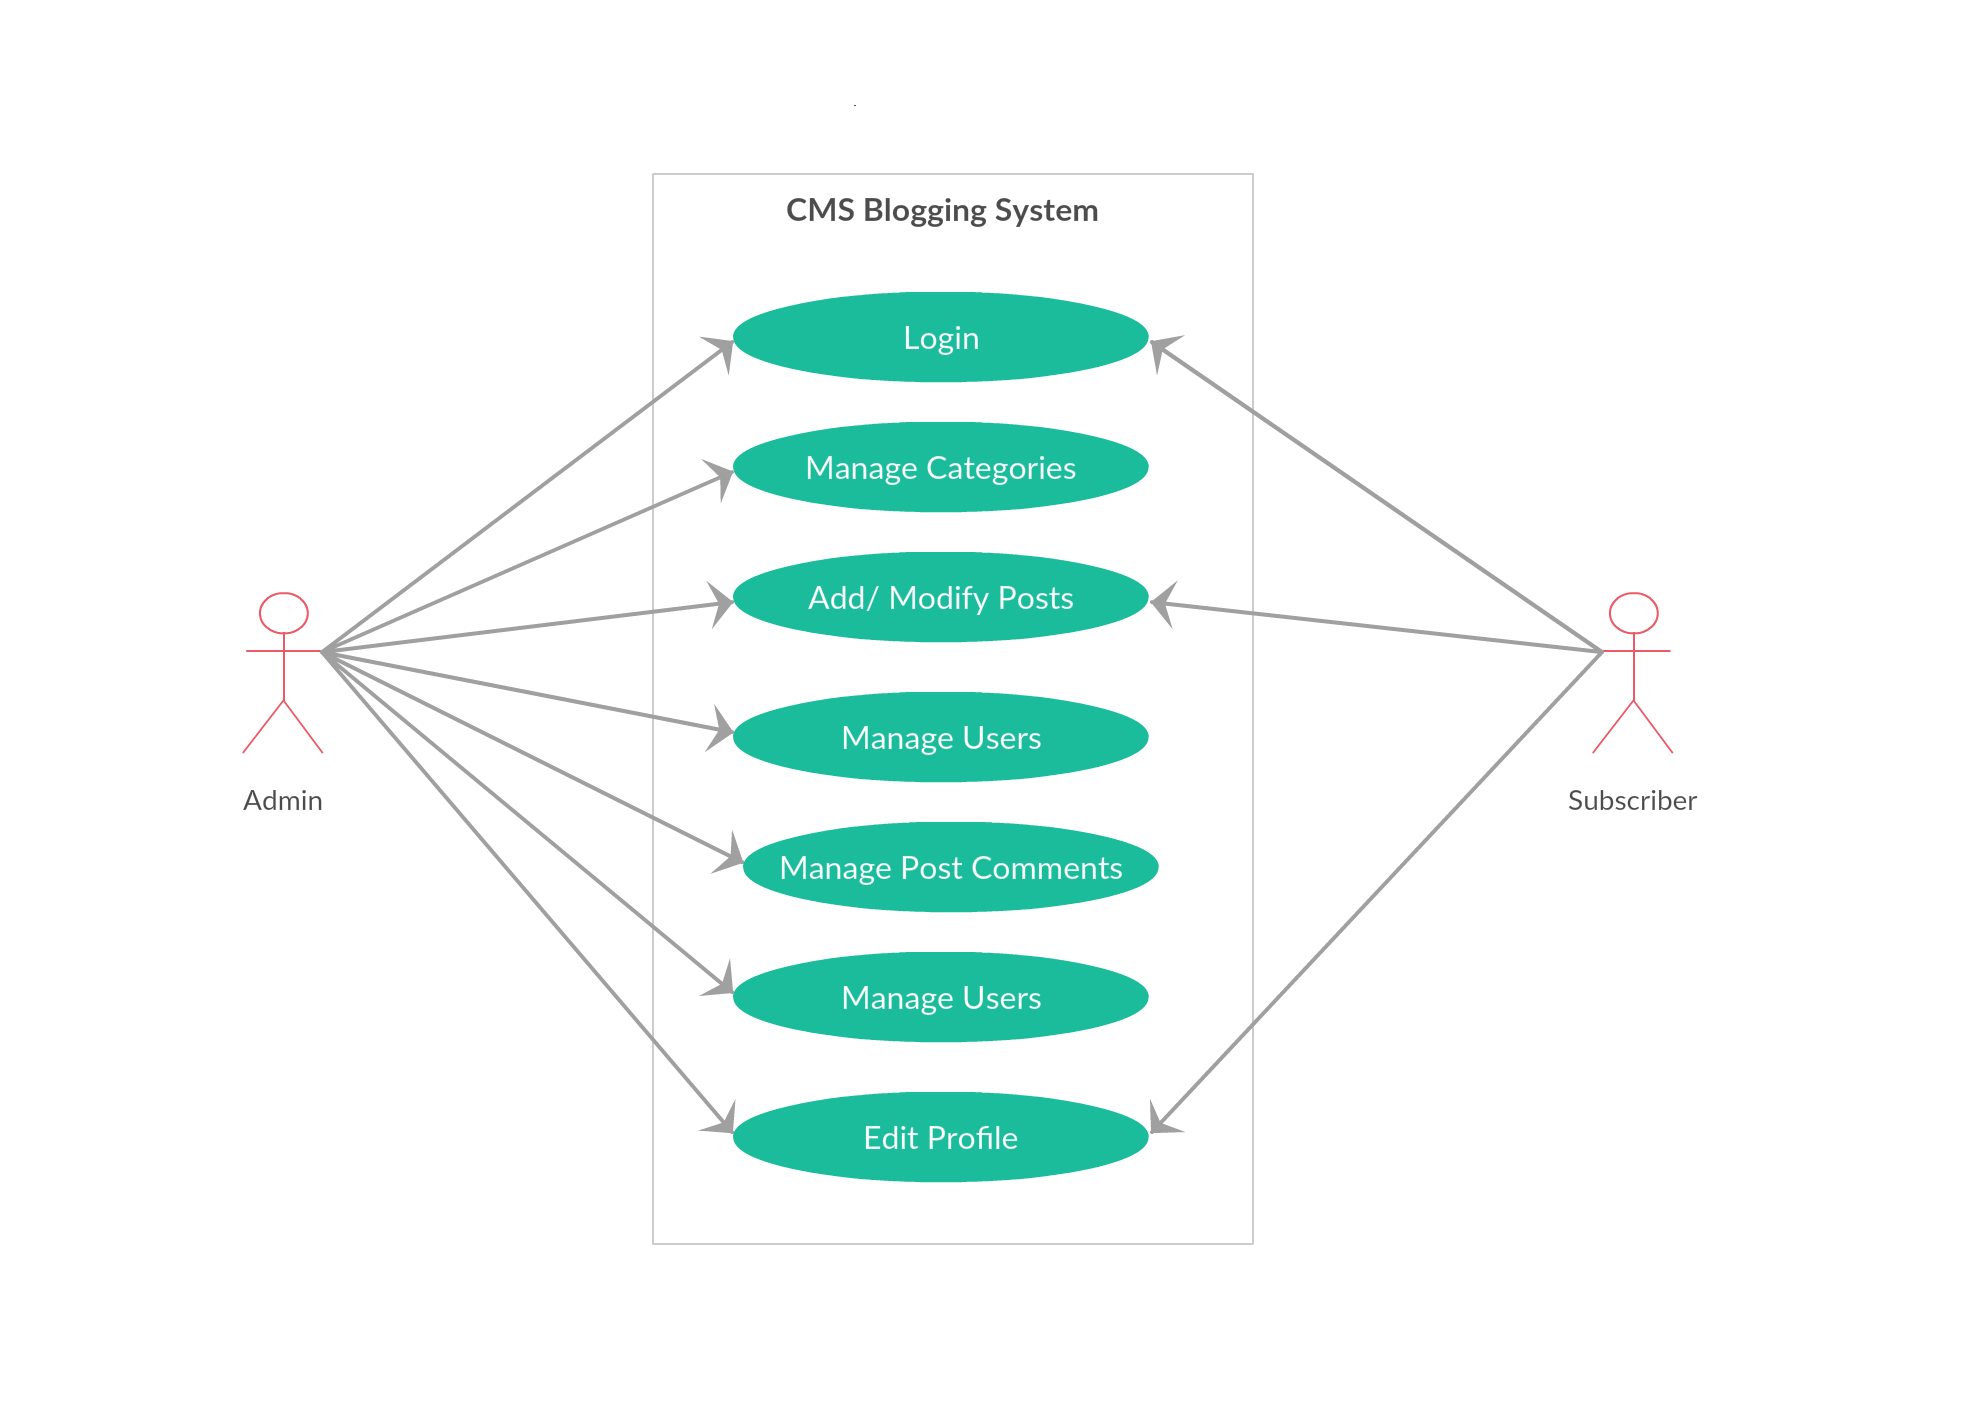 CMS Blogging System
Login
Manage Categories
Add/ Modify Posts
Manage Users
Admin
Subscriber
Manage Post Comments
Manage Users
Edit Profile